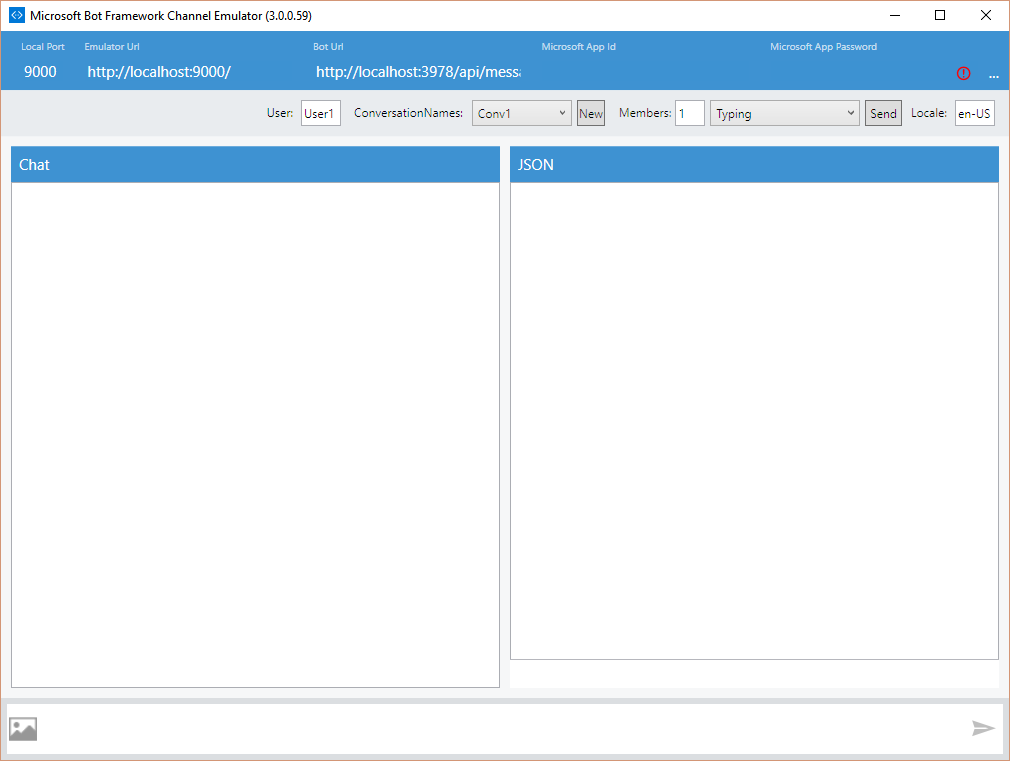 Microsoft Bot Framework Channel Emulator (3.0.0.59)
Local Port Emulator Url Bot Url Microsoft App Id Microsoft App Password
9000 http://localhost:9000/ http://localhost:3978/api/messa
...
User: User1 ConversationNames: Conv1 New Members: 1 Typing Send Locale: en-US
Chat JSON